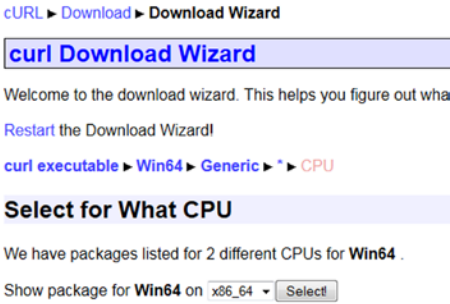 cURL ► Download ► Download Wizard
curl Download Wizard
Welcome to the download wizard. This helps you figure out wha
Restart the Download Wizard!
curl executable ► Win64 ► Generic ► * ► CPU
Select for What CPU
We have packages listed for 2 different CPUs for Win64 .
Show package for Win64 on x86_64 Select!